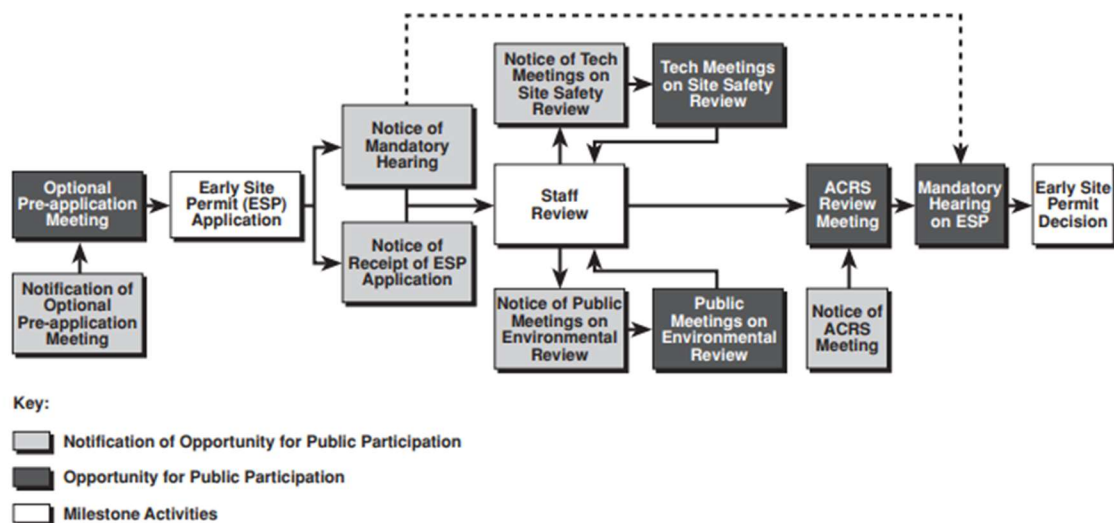 Optional
Pre-application
Meeting
Notification of
Optional
Pre-application
Meeting
Early Site
Permit (ESP)
Application
Notice of
Mandatory
Hearing
Notice of
Receipt of ESP
Application
Notice of Tech
Meetings on
Site Safety
Review
Tech Meetings
on Site Safety
Review
Staff
Review
Notice of Public
Meetings on
Environmental
Review
Public
Meetings on
Environmental
Review
ACRS
Review
Meeting
Notice of
ACRS
Meeting
Mandatory
Hearing
on ESP
Early Site
Permit
Decision
Key:
Notification of Opportunity for Public Participation
Opportunity for Public Participation
Milestone Activities